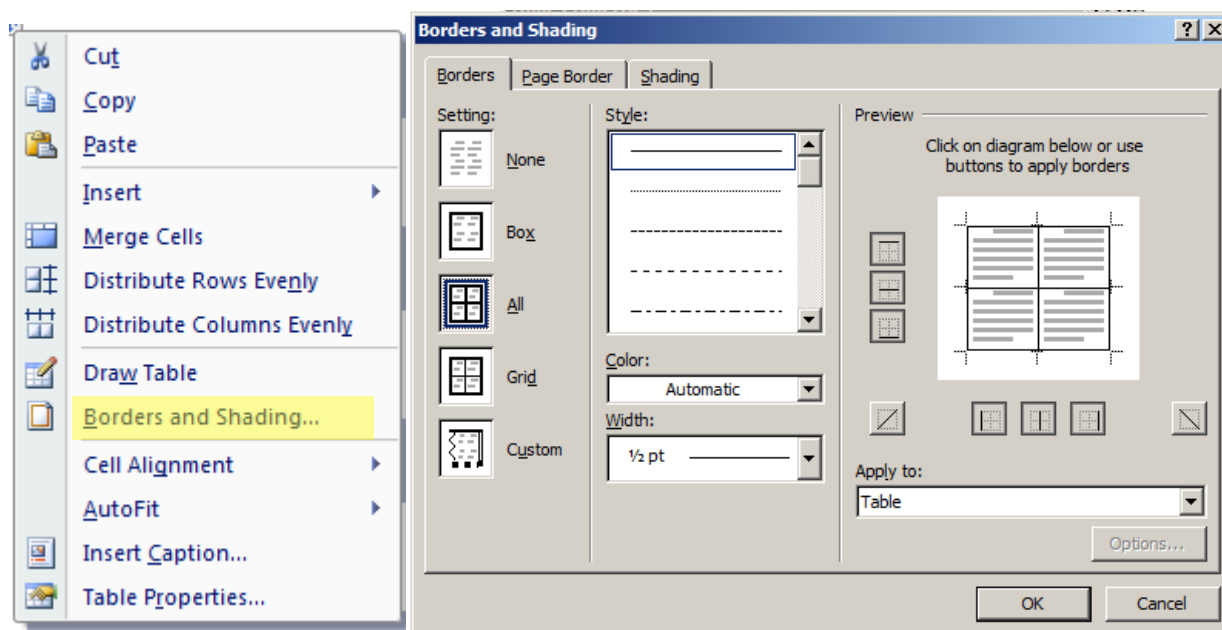 Cut
Copy
Paste
Insert
Merge Cells
Distribute Rows Evenly
Distribute Columns Evenly
Draw Table
Borders and Shading...
Cell Alignment
AutoFit
Insert Caption...
Table Properties...
Borders and Shading
Borders
Page Border
Shading
Setting:
None
Box
All
Grid
Custom
Style:
Color:
Automatic
Width:
½ pt
Preview
Click on diagram below or use
buttons to apply borders
Apply to:
Table
Options...
OK
Cancel